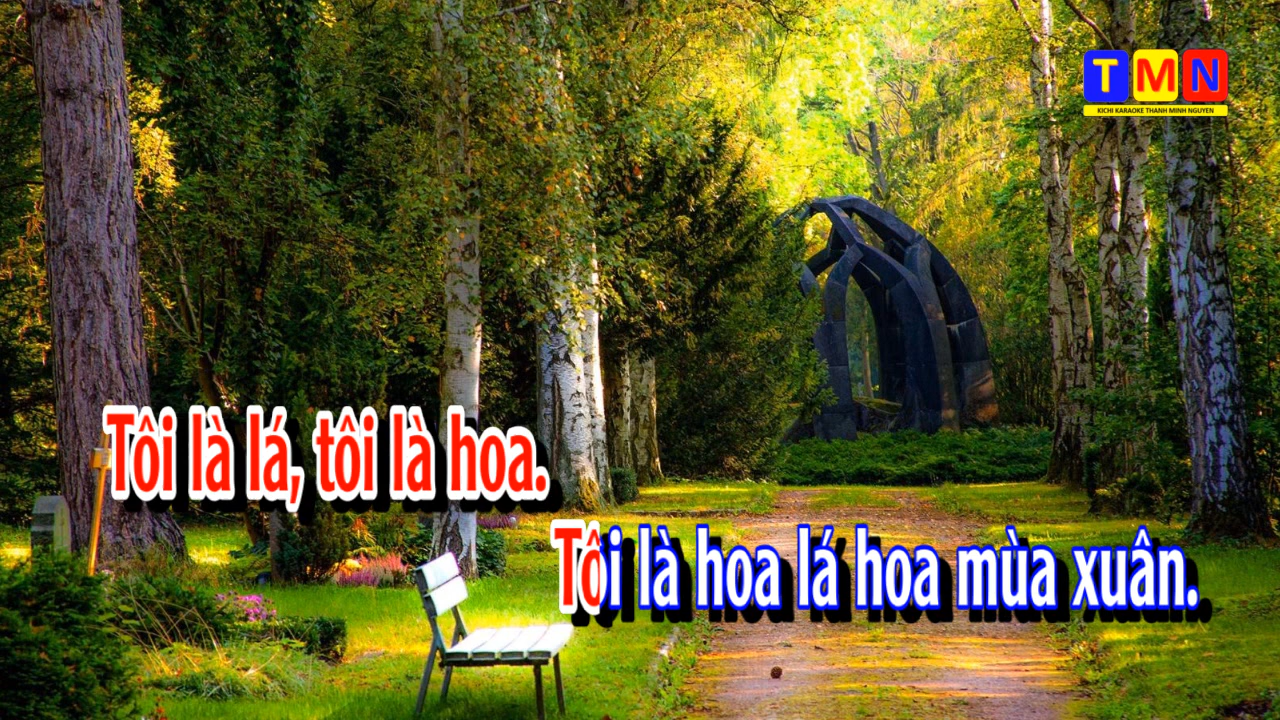 TMN
KICHI KARAOKE THANH MINH NGUYEN
Tôi là lá, tôi là hoa.
Tôi là hoa lá hoa mùa xuân.